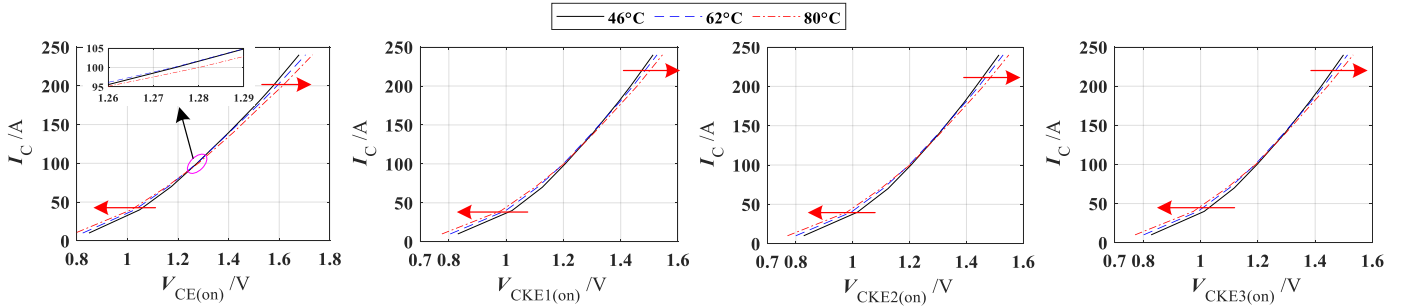 46°C 62°C 80°C
250
200
150
100
50
0
0.8 1 1.2 1.4 1.6 1.8
I_C /A
V_CE(on) /V
105
100
95
1.26 1.27 1.28 1.29
250
200
150
100
50
0
0.7 0.8 1 1.2 1.4 1.6
I_C /A
V_CKE1(on) /V
250
200
150
100
50
0
0.7 0.8 1 1.2 1.4 1.6
I_C /A
V_CKE2(on) /V
250
200
150
100
50
0
0.7 0.8 1 1.2 1.4 1.6
I_C /A
V_CKE3(on) /V